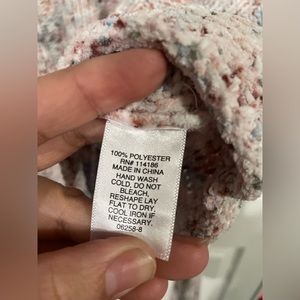 100% POLYESTER
RN# 114186
MADE IN CHINA
HAND WASH
COLD, DO NOT
BLEACH,
RESHAPE LAY
FLAT TO DRY,
COOL IRON IF
NECESSARY.
06258-8